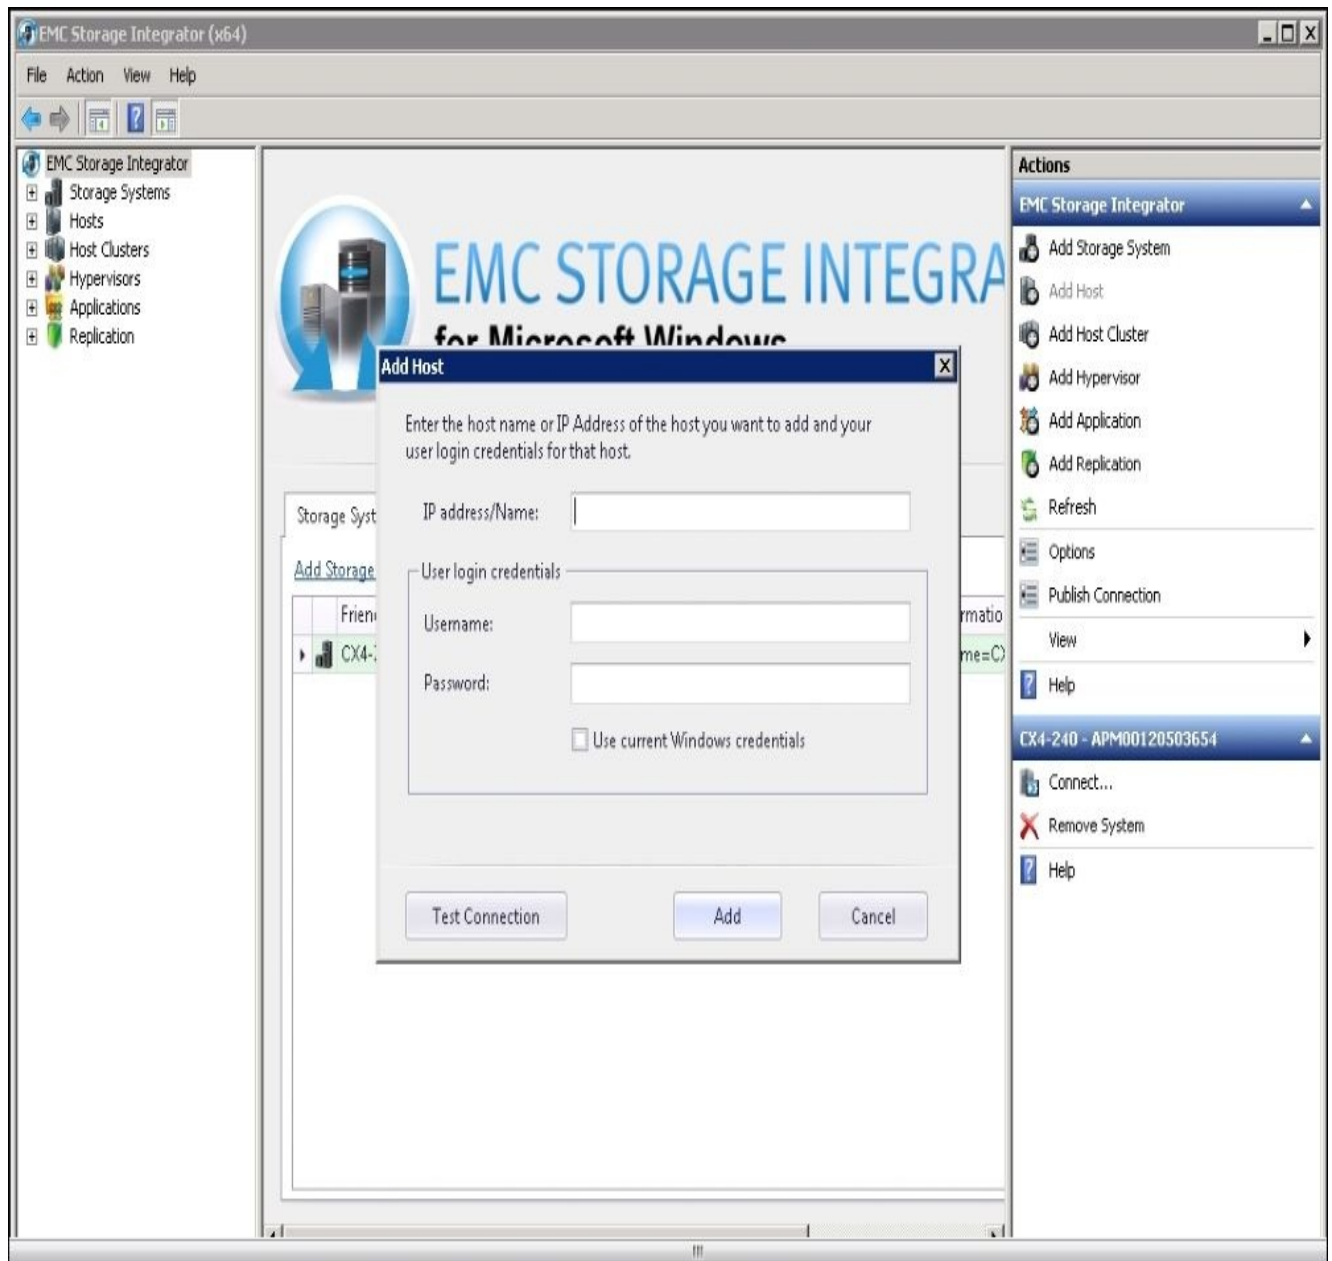 EMC Storage Integrator (x64)
File Action View Help
EMC Storage Integrator
Storage Systems
Hosts
Host Clusters
Hypervisors
Applications
Replication
EMC STORAGE INTEGRA
for Microsoft Windows
Storage Syst
Add Storage
Frien
rmatio
CX4-
me=CX
Add Host
Enter the host name or IP Address of the host you want to add and your
user login credentials for that host.
IP address/Name:
User login credentials
Username:
Password:
Use current Windows credentials
Test Connection
Add
Cancel
Actions
EMC Storage Integrator
Add Storage System
Add Host
Add Host Cluster
Add Hypervisor
Add Application
Add Replication
Refresh
Options
Publish Connection
View
Help
CX4-240 - APM00120503654
Connect...
Remove System
Help